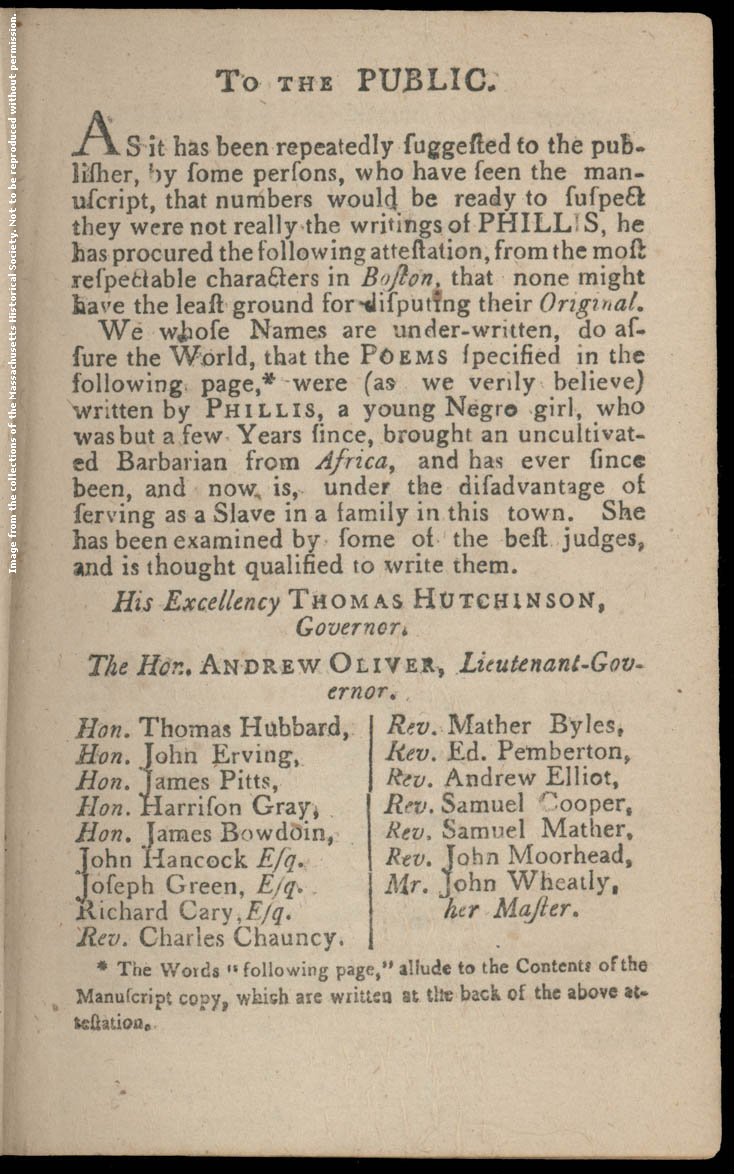 To THE PUBLIC.
AS it has been repeatedly ſuggeſted to the pub-
liſher, by ſome perſons, who have ſeen the man-
uſcript, that numbers would be ready to ſuſpect
they were not really the writings of PHILLIS, he
has procured the following atteſtation, from the moſt
reſpectable characters in Boſton, that none might
have the leaſt ground for diſputing their Original.
We whoſe Names are under-written, do aſ-
ſure the World, that the POEMS ſpecified in the
following page,* were (as we verily believe)
written by PHILLIS, a young Negro girl, who
was but a few Years ſince, brought an uncultivat-
ed Barbarian from Africa, and has ever ſince
been, and now is, under the diſadvantage of
ſerving as a Slave in a family in this town. She
has been examined by ſome of the beſt judges,
and is thought qualified to write them.
His Excellency THOMAS HUTCHINSON,
Governor.
The Hon. ANDREW OLIVER, Lieutenant-Gov-
ernor.
Hon. Thomas Hubbard,
Hon. John Erving,
Hon. James Pitts,
Hon. Harriſon Gray,
Hon. James Bowdoin,
John Hancock Eſq.
Joſeph Green, Eſq.
Richard Cary, Eſq.
Rev. Charles Chauncy.
Rev. Mather Byles,
Rev. Ed. Pemberton,
Rev. Andrew Elliot,
Rev. Samuel Cooper,
Rev. Samuel Mather,
Rev. John Moorhead,
Mr. John Wheatly,
her Maſter.
* The Words "following page," allude to the Contents of the
Manuſcript copy, which are written at the back of the above at-
teſtation.
Image from the collections of the Massachusetts Historical Society. Not to be reproduced without permission.